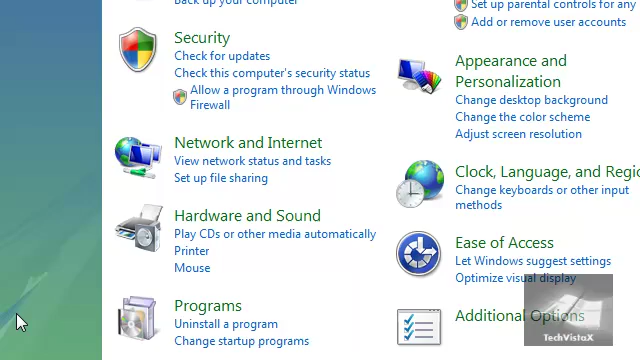 Back up your computer
Security
Check for updates
Check this computer's security status
Allow a program through Windows
Firewall
Network and Internet
View network status and tasks
Set up file sharing
Hardware and Sound
Play CDs or other media automatically
Printer
Mouse
Programs
Uninstall a program
Change startup programs
Set up parental controls for any
Add or remove user accounts
Appearance and
Personalization
Change desktop background
Change the color scheme
Adjust screen resolution
Clock, Language, and Regio
Change keyboards or other input
methods
Ease of Access
Let Windows suggest settings
Optimize visual display
Additional Options
TechVistaX